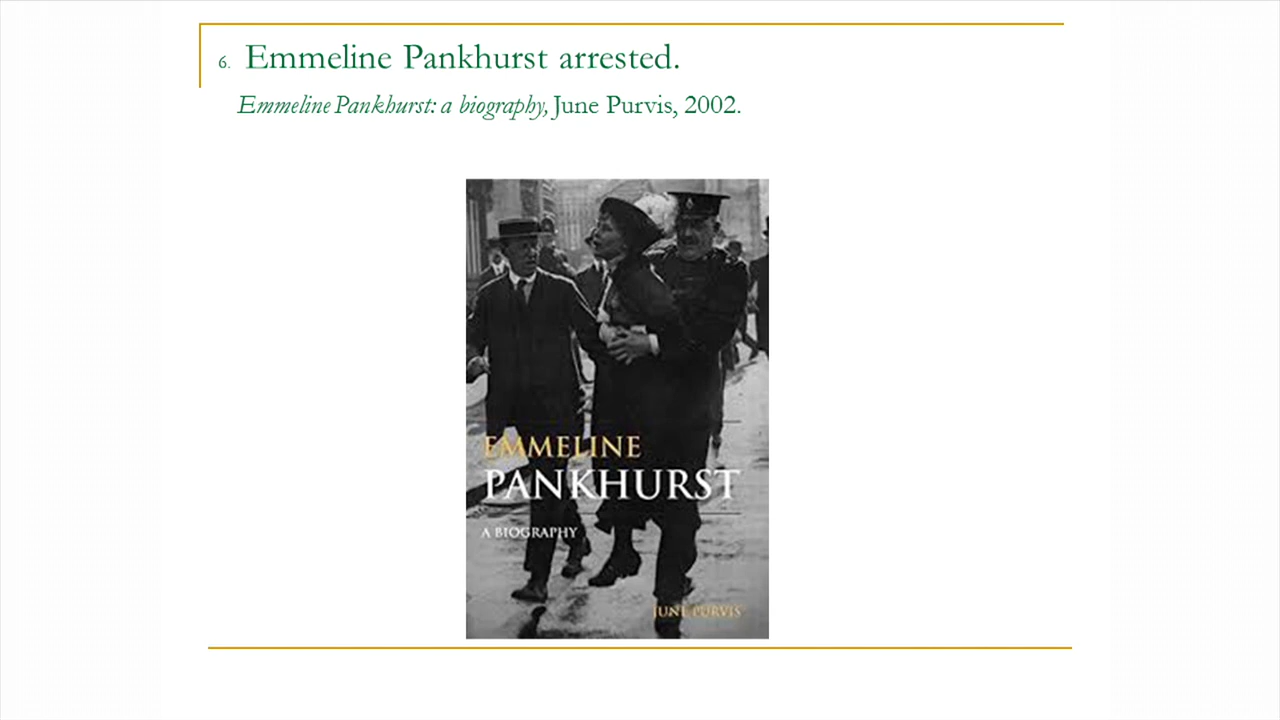 6. Emmeline Pankhurst arrested.
Emmeline Pankhurst: a biography, June Purvis, 2002.
EMMELINE
PANKHURST
A BIOGRAPHY
JUNE PURVIS